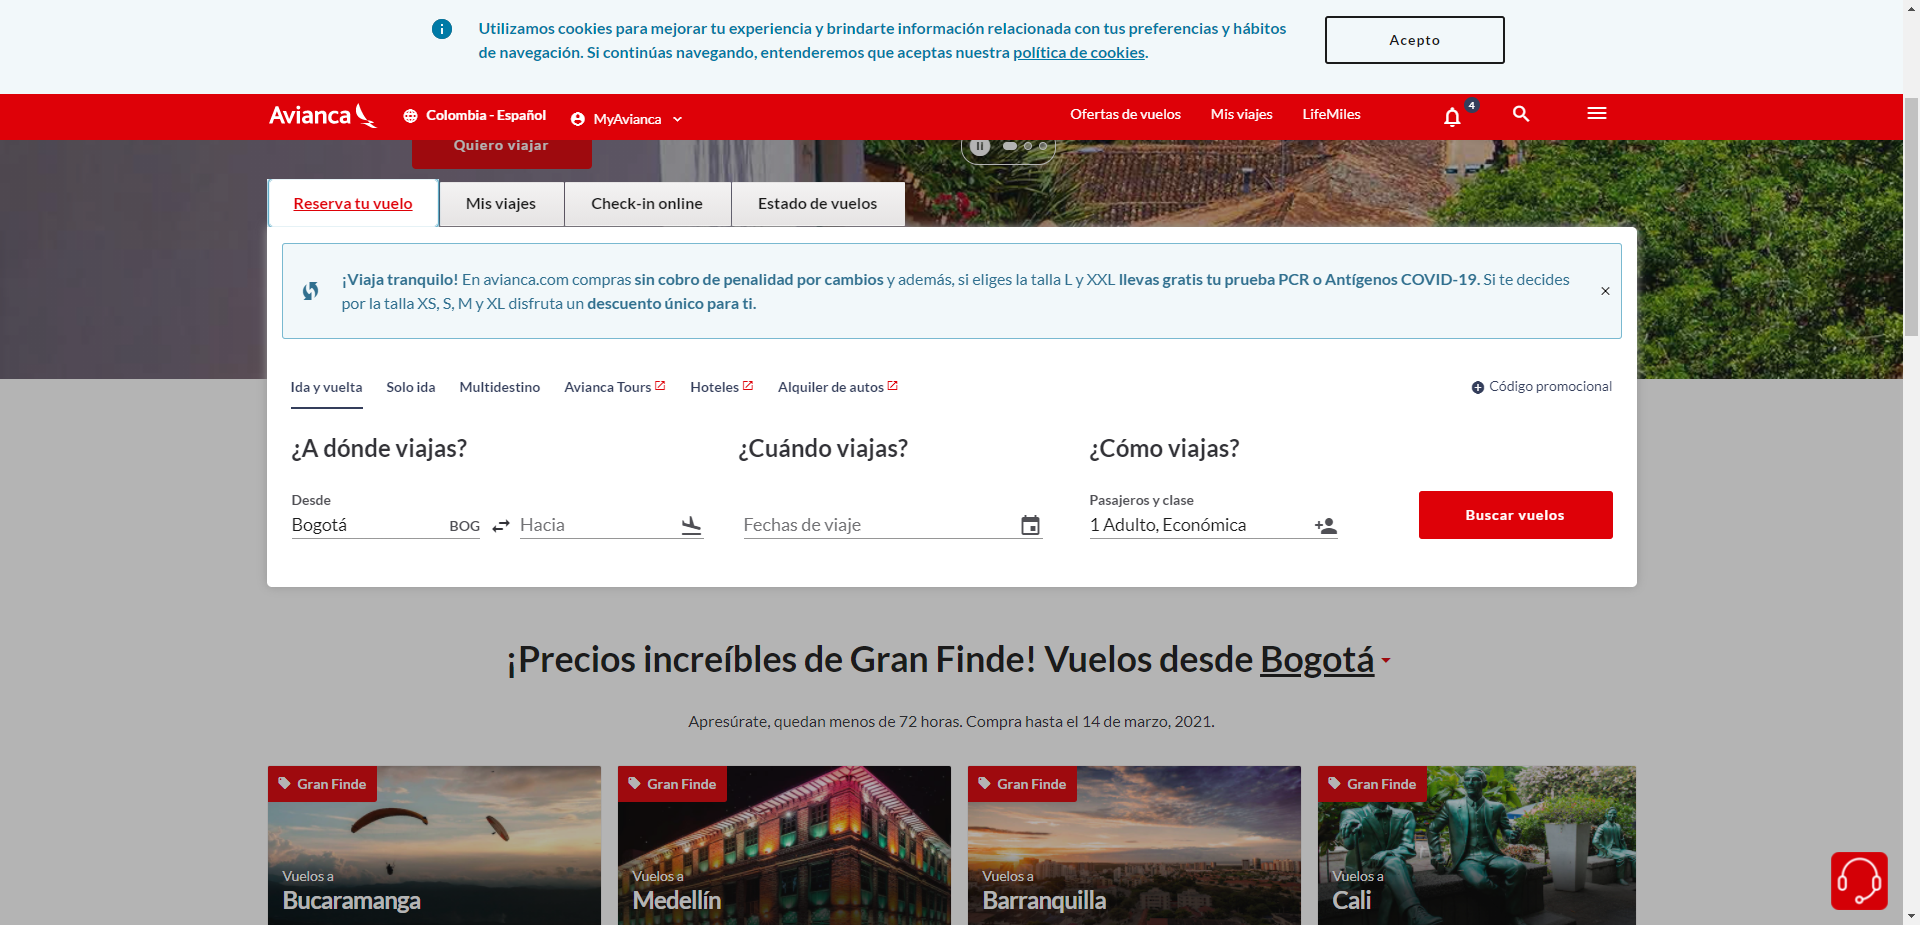 Utilizamos cookies para mejorar tu experiencia y brindarte información relacionada con tus preferencias y hábitos
de navegación. Si continúas navegando, entenderemos que aceptas nuestra política de cookies.
Acepto
Avianca
Colombia - Español
MyAvianca
Ofertas de vuelos
Mis viajes
LifeMiles
4
Quiero viajar
Reserva tu vuelo
Mis viajes
Check-in online
Estado de vuelos
¡Viaja tranquilo! En avianca.com compras sin cobro de penalidad por cambios y además, si eliges la talla L y XXL llevas gratis tu prueba PCR o Antígenos COVID-19. Si te decides
por la talla XS, S, M y XL disfruta un descuento único para ti.
Ida y vuelta
Solo ida
Multidestino
Avianca Tours
Hoteles
Alquiler de autos
Código promocional
¿A dónde viajas?
¿Cuándo viajas?
¿Cómo viajas?
Desde
Bogotá
BOG
Hacia
Fechas de viaje
Pasajeros y clase
1 Adulto, Económica
Buscar vuelos
¡Precios increíbles de Gran Finde! Vuelos desde Bogotá
Apresúrate, quedan menos de 72 horas. Compra hasta el 14 de marzo, 2021.
Gran Finde
Vuelos a
Bucaramanga
Gran Finde
Vuelos a
Medellín
Gran Finde
Vuelos a
Barranquilla
Gran Finde
Vuelos a
Cali